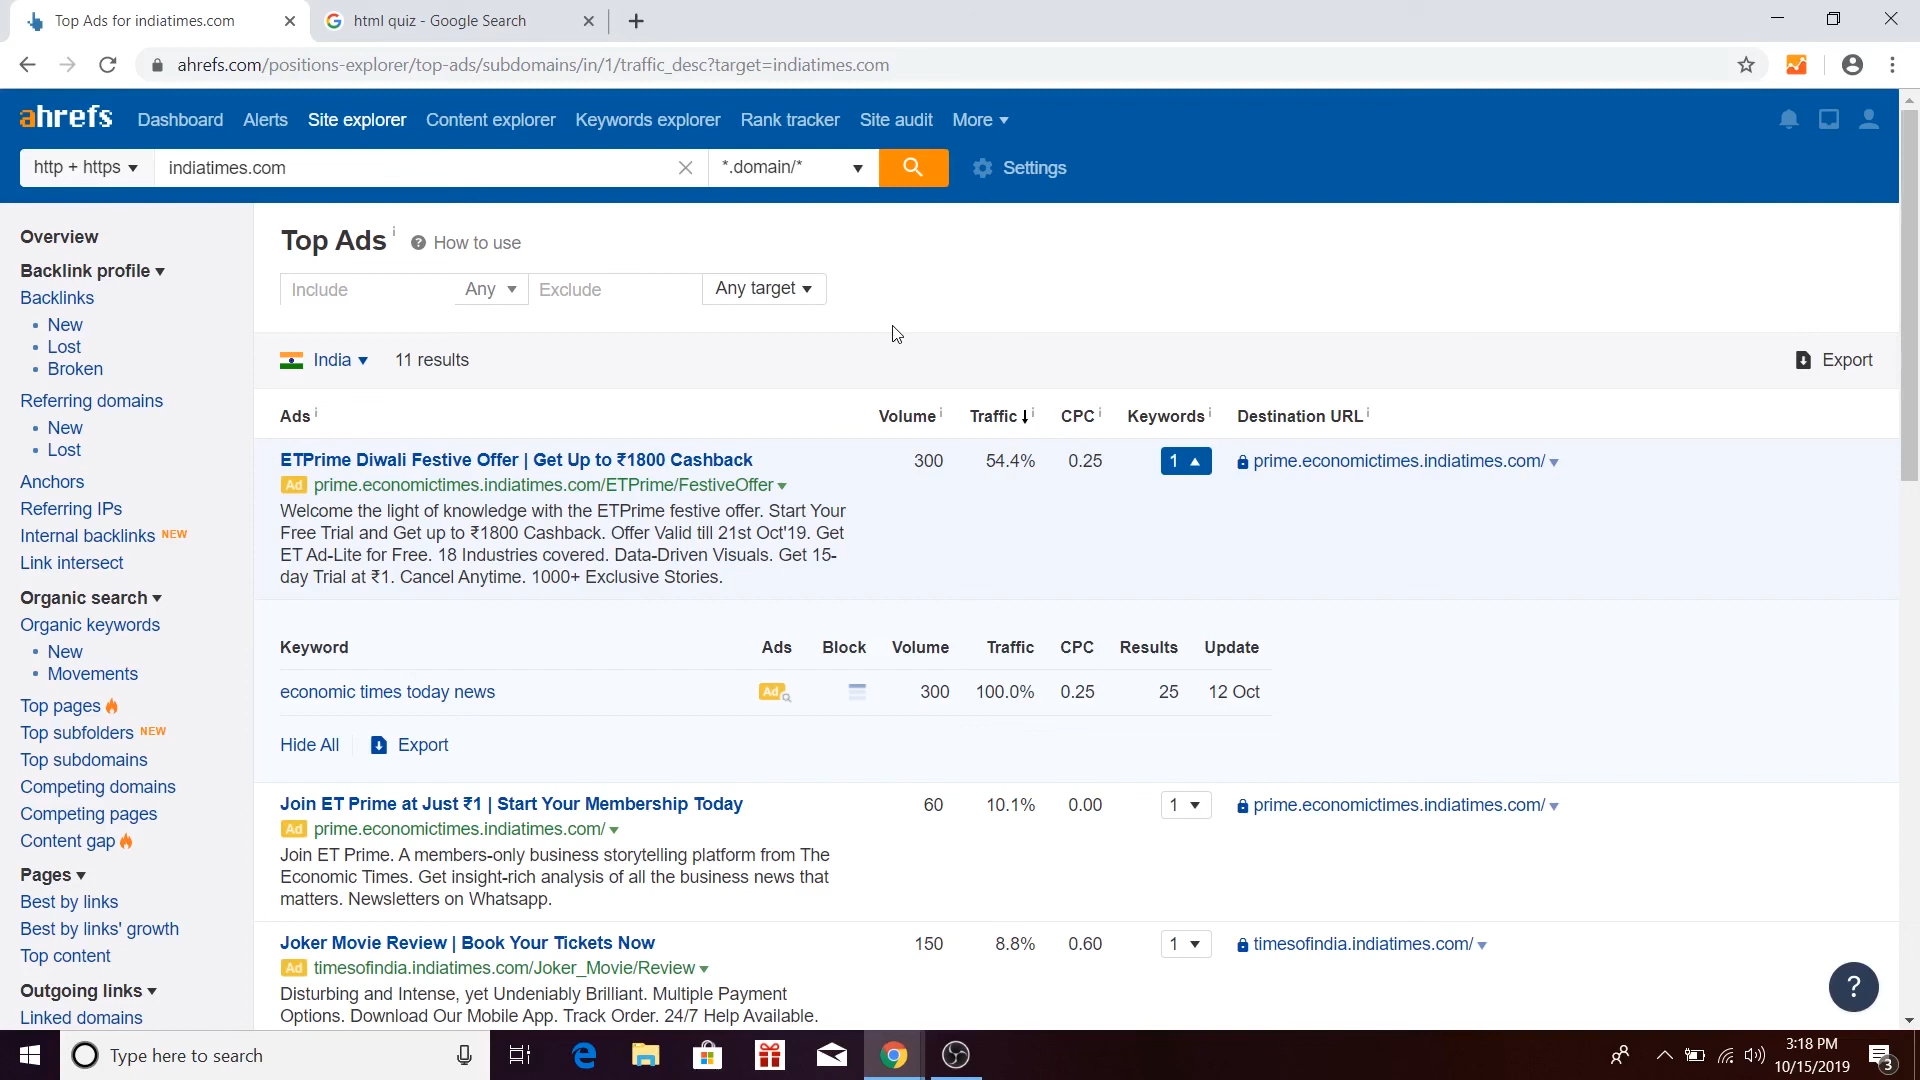 Top Ads for indiatimes.com
html quiz - Google Search
ahrefs.com/positions-explorer/top-ads/subdomains/in/1/traffic_desc?target=indiatimes.com
ahrefs Dashboard Alerts Site explorer Content explorer Keywords explorer Rank tracker Site audit More
http + https indiatimes.com *.domain/* Settings
Overview
Backlink profile
Backlinks
New
Lost
Broken
Referring domains
New
Lost
Anchors
Referring IPs
Internal backlinks NEW
Link intersect
Organic search
Organic keywords
New
Movements
Top pages
Top subfolders NEW
Top subdomains
Competing domains
Competing pages
Content gap
Pages
Best by links
Best by links' growth
Top content
Outgoing links
Linked domains
Top Ads i ? How to use
Include Any Exclude Any target
India 11 results Export
Ads i Volume i Traffic i CPC i Keywords i Destination URL i
ETPrime Diwali Festive Offer | Get Up to ₹1800 Cashback 300 54.4% 0.25 1 prime.economictimes.indiatimes.com/
Ad prime.economictimes.indiatimes.com/ETPrime/FestiveOffer
Welcome the light of knowledge with the ETPrime festive offer. Start Your
Free Trial and Get up to ₹1800 Cashback. Offer Valid till 21st Oct'19. Get
ET Ad-Lite for Free. 18 Industries covered. Data-Driven Visuals. Get 15-
day Trial at ₹1. Cancel Anytime. 1000+ Exclusive Stories.
Keyword Ads Block Volume Traffic CPC Results Update
economic times today news Ad 300 100.0% 0.25 25 12 Oct
Hide All Export
Join ET Prime at Just ₹1 | Start Your Membership Today 60 10.1% 0.00 1 prime.economictimes.indiatimes.com/
Ad prime.economictimes.indiatimes.com/
Join ET Prime. A members-only business storytelling platform from The
Economic Times. Get insight-rich analysis of all the business news that
matters. Newsletters on Whatsapp.
Joker Movie Review | Book Your Tickets Now 150 8.8% 0.60 1 timesofindia.indiatimes.com/
Ad timesofindia.indiatimes.com/Joker_Movie/Review
Disturbing and Intense, yet Undeniably Brilliant. Multiple Payment
Options. Download Our Mobile App. Track Order. 24/7 Help Available.
?
Type here to search
3:18 PM
10/15/2019
3